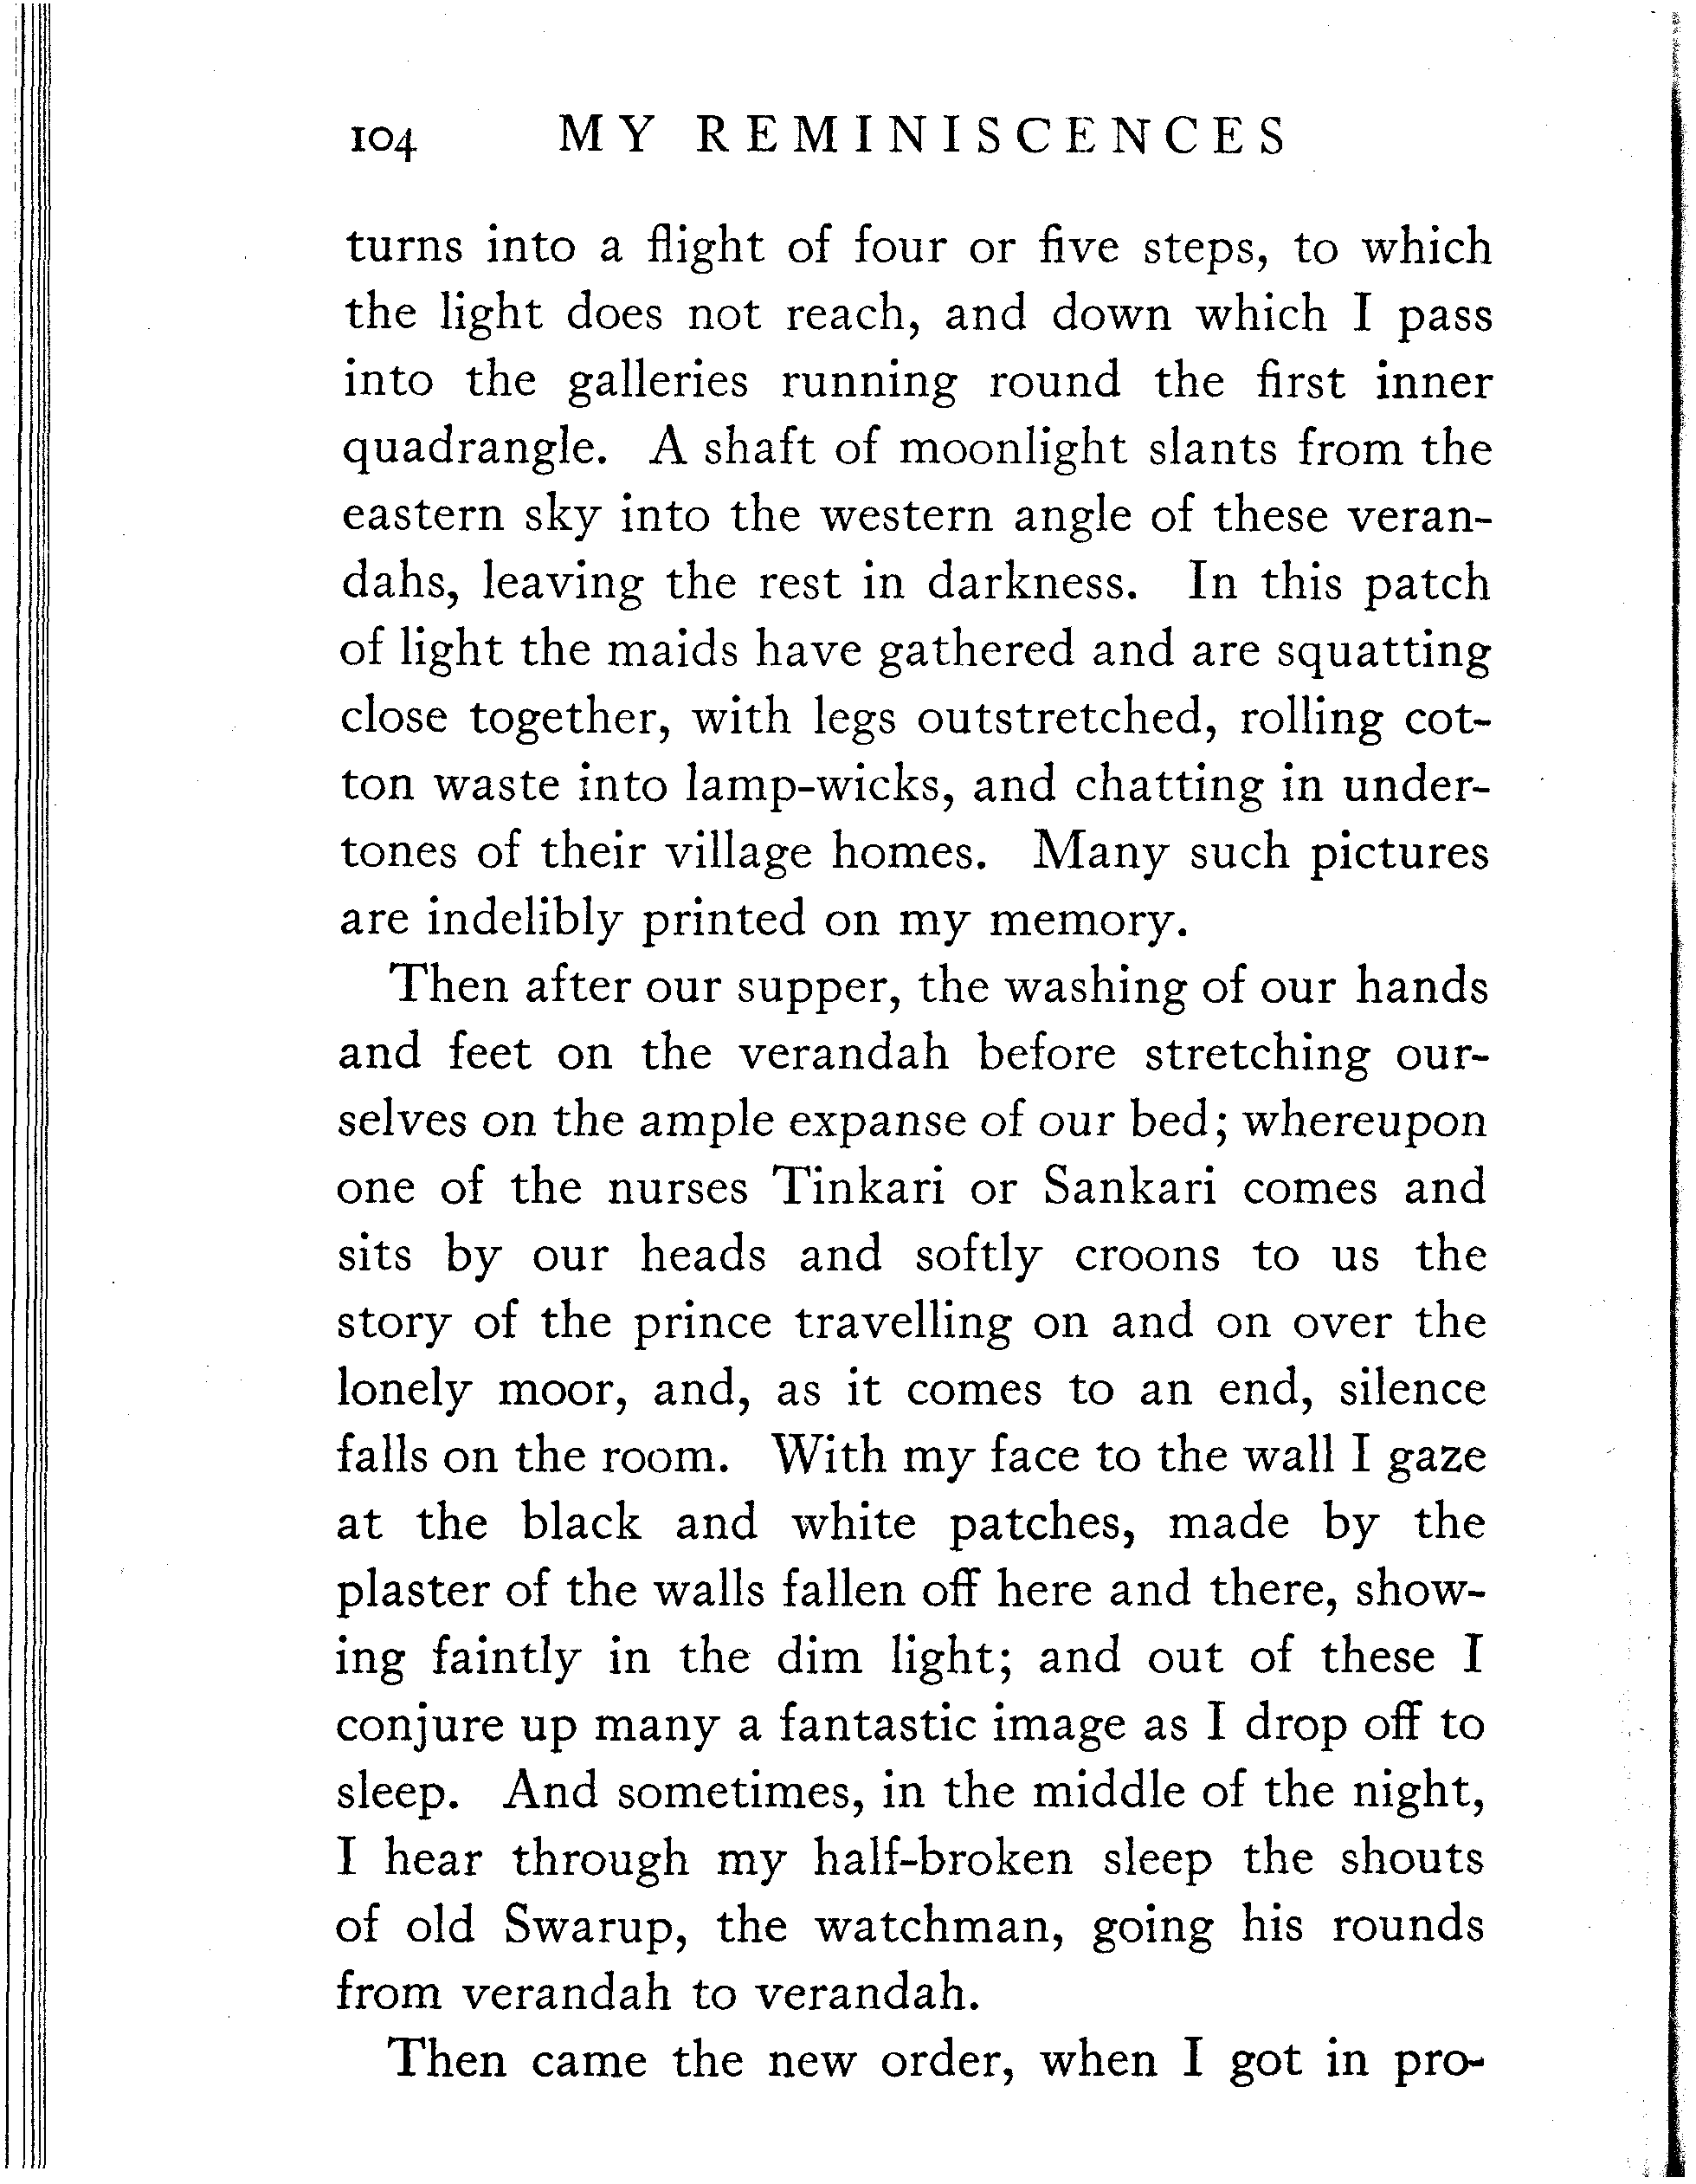 104 MY REMINISCENCES
turns into a flight of four or five steps, to which
the light does not reach, and down which I pass
into the galleries running round the first inner
quadrangle. A shaft of moonlight slants from the
eastern sky into the western angle of these veran-
dahs, leaving the rest in darkness. In this patch
of light the maids have gathered and are squatting
close together, with legs outstretched, rolling cot-
ton waste into lamp-wicks, and chatting in under-
tones of their village homes. Many such pictures
are indelibly printed on my memory.
Then after our supper, the washing of our hands
and feet on the verandah before stretching our-
selves on the ample expanse of our bed; whereupon
one of the nurses Tinkari or Sankari comes and
sits by our heads and softly croons to us the
story of the prince travelling on and on over the
lonely moor, and, as it comes to an end, silence
falls on the room. With my face to the wall I gaze
at the black and white patches, made by the
plaster of the walls fallen off here and there, show-
ing faintly in the dim light; and out of these I
conjure up many a fantastic image as I drop off to
sleep. And sometimes, in the middle of the night,
I hear through my half-broken sleep the shouts
of old Swarup, the watchman, going his rounds
from verandah to verandah.
Then came the new order, when I got in pro-